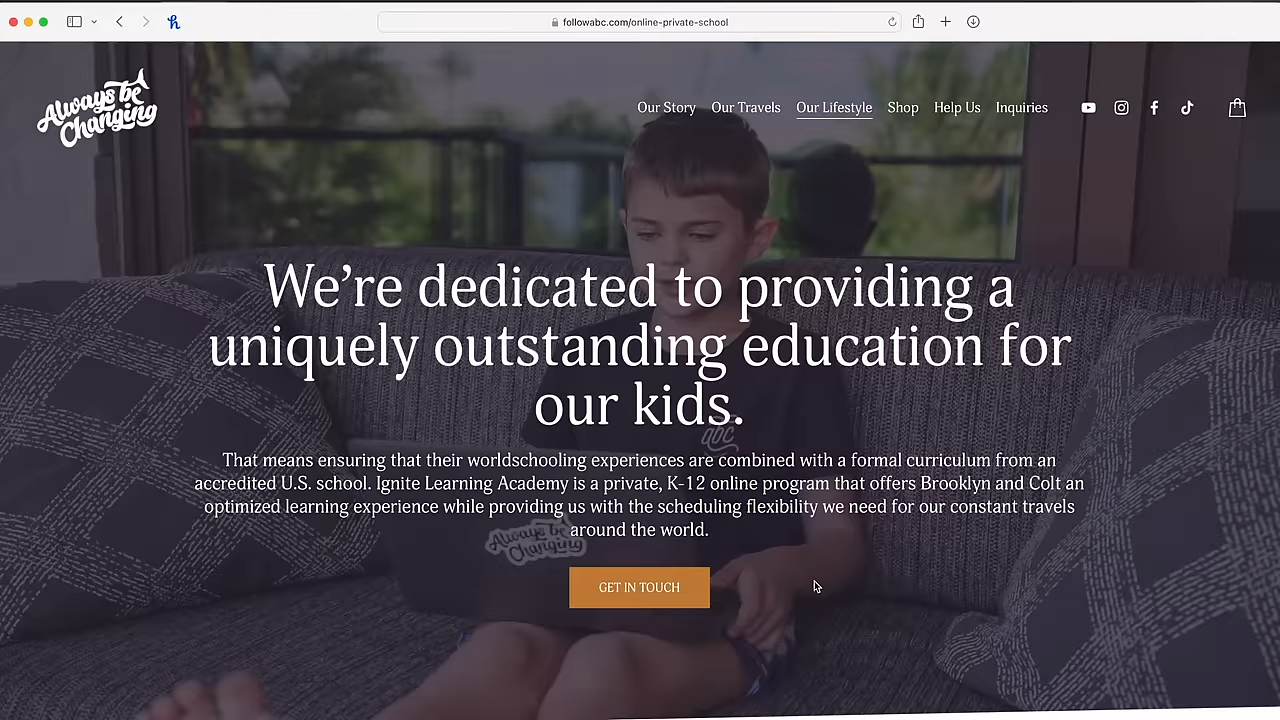 followabc.com/online-private-school
Always be
Changing
Our Story Our Travels Our Lifestyle Shop Help Us Inquiries
We’re dedicated to providing a
uniquely outstanding education for
our kids.
abc
That means ensuring that their worldschooling experiences are combined with a formal curriculum from an
accredited U.S. school. Ignite Learning Academy is a private, K-12 online program that offers Brooklyn and Colt an
optimized learning experience while providing us with the scheduling flexibility we need for our constant travels
around the world.
Always be
Changing
GET IN TOUCH